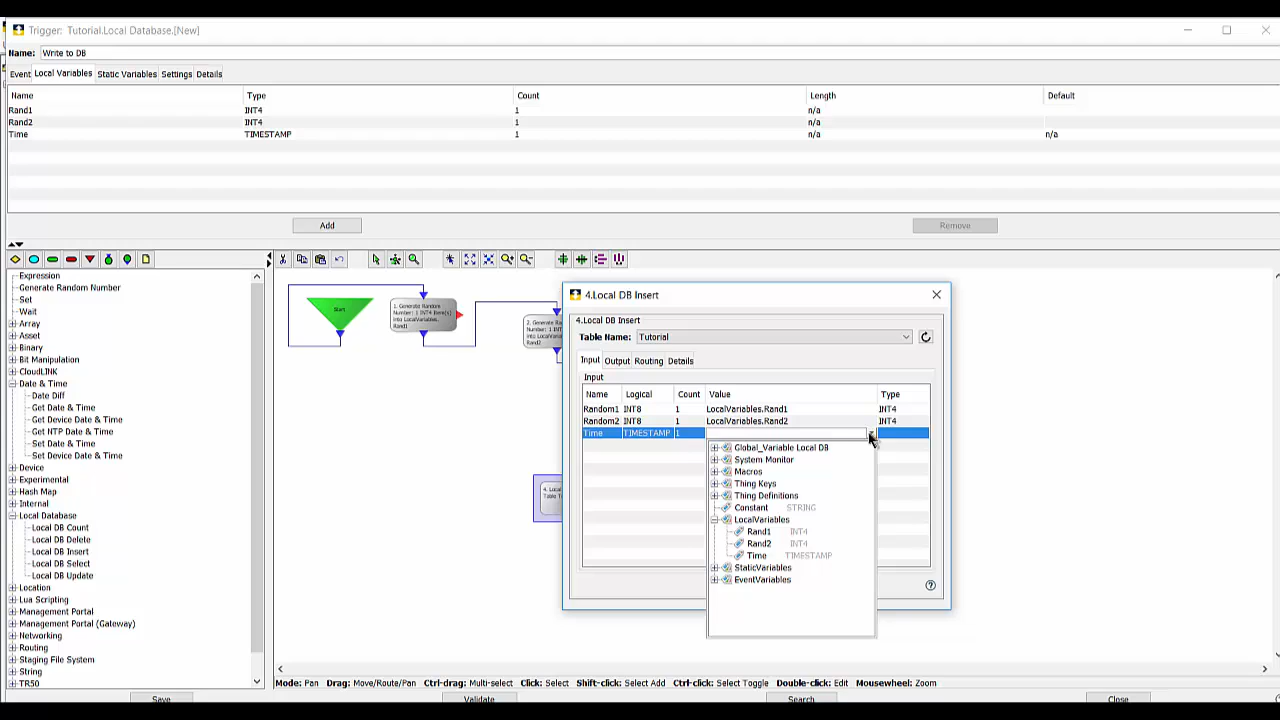 Trigger: Tutorial.Local Database.[New]
Name: Write to DB
Event Local Variables Static Variables Settings Details
Name Type Count Length Default
Rand1 INT4 1 n/a
Rand2 INT4 1 n/a
Time TIMESTAMP 1 n/a n/a
Add Remove
Expression
Generate Random Number
Set
Wait
Array
Asset
Binary
Bit Manipulation
CloudLINK
Date & Time
Date Diff
Get Date & Time
Get Device Date & Time
Get NTP Date & Time
Set Date & Time
Set Device Date & Time
Device
Experimental
Hash Map
Internal
Local Database
Local DB Count
Local DB Delete
Local DB Insert
Local DB Select
Local DB Update
Location
Lua Scripting
Management Portal
Management Portal (Gateway)
Networking
Routing
Staging File System
String
TR50
Start
1. Generate Random
Number: 1 INT4 item(s)
into LocalVariables.
Rand1
2. Generate Ra
Number: 1 INT
into LocalVaria
Rand2
4. Loca
Table T
4.Local DB Insert
4.Local DB Insert
Table Name: Tutorial
Input Output Routing Details
Input
Name Logical Count Value Type
Random1 INT8 1 LocalVariables.Rand1 INT4
Random2 INT8 1 LocalVariables.Rand2 INT4
Time TIMESTAMP 1
Global_Variable Local DB
System Monitor
Macros
Thing Keys
Thing Definitions
Constant STRING
LocalVariables
Rand1 INT4
Rand2 INT4
Time TIMESTAMP
StaticVariables
EventVariables
Mode: Pan Drag: Move/Route/Pan Ctrl-drag: Multi-select Click: Select Shift-click: Select Add Ctrl-click: Select Toggle Double-click: Edit Mousewheel: Zoom
Save Validate Search Close